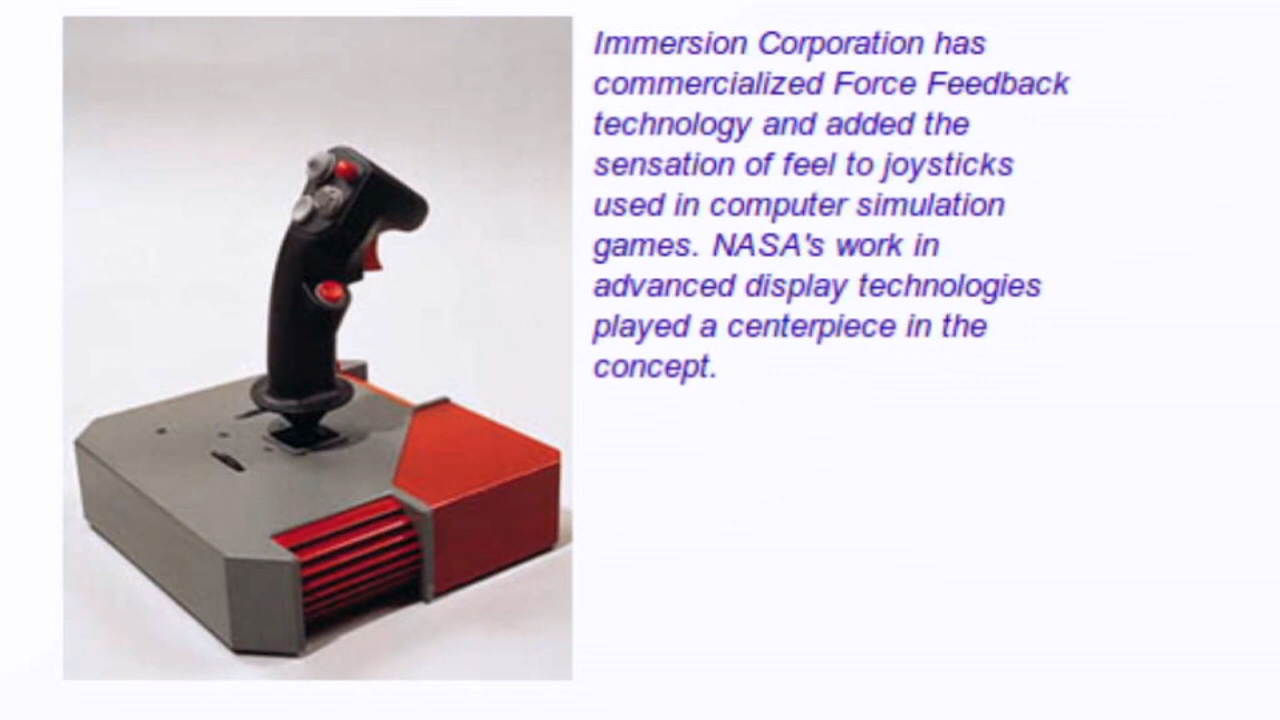 Immersion Corporation has
commercialized Force Feedback
technology and added the
sensation of feel to joysticks
used in computer simulation
games. NASA's work in
advanced display technologies
played a centerpiece in the
concept.